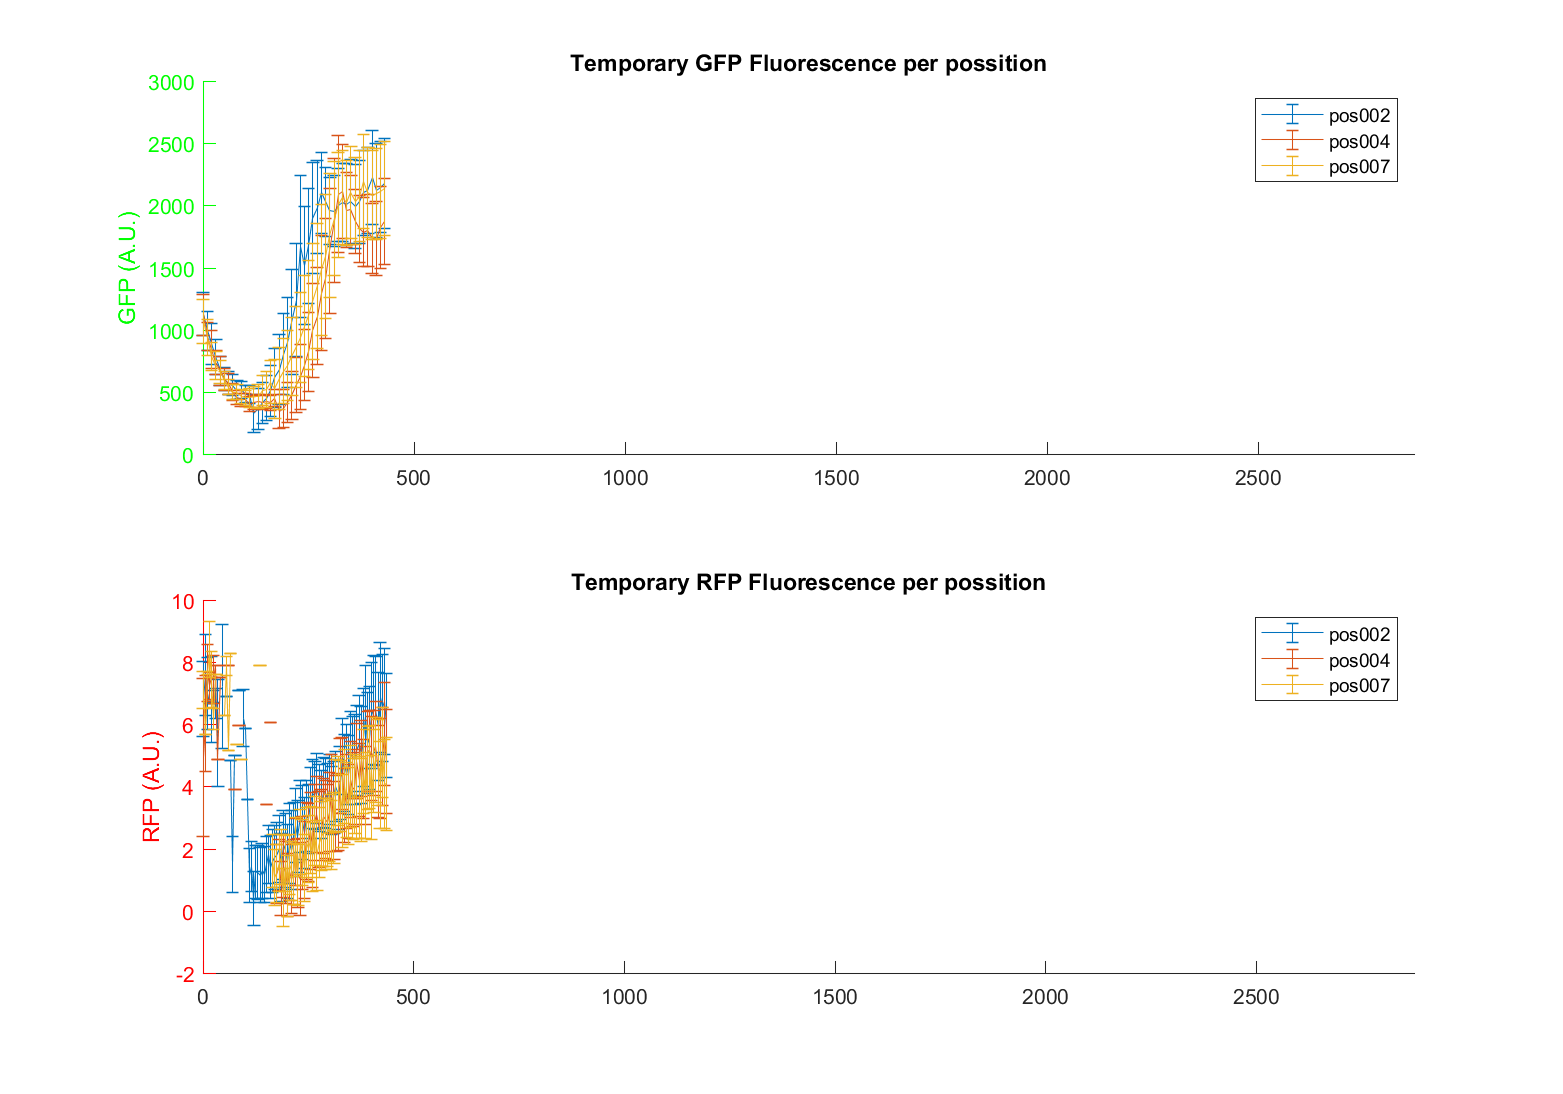 Temporary GFP Fluorescence per possition
3000
2500
2000
1500
1000
500
0
GFP (A.U.)
pos002
pos004
pos007
0 500 1000 1500 2000 2500
Temporary RFP Fluorescence per possition
10
8
6
4
2
0
-2
RFP (A.U.)
pos002
pos004
pos007
0 500 1000 1500 2000 2500